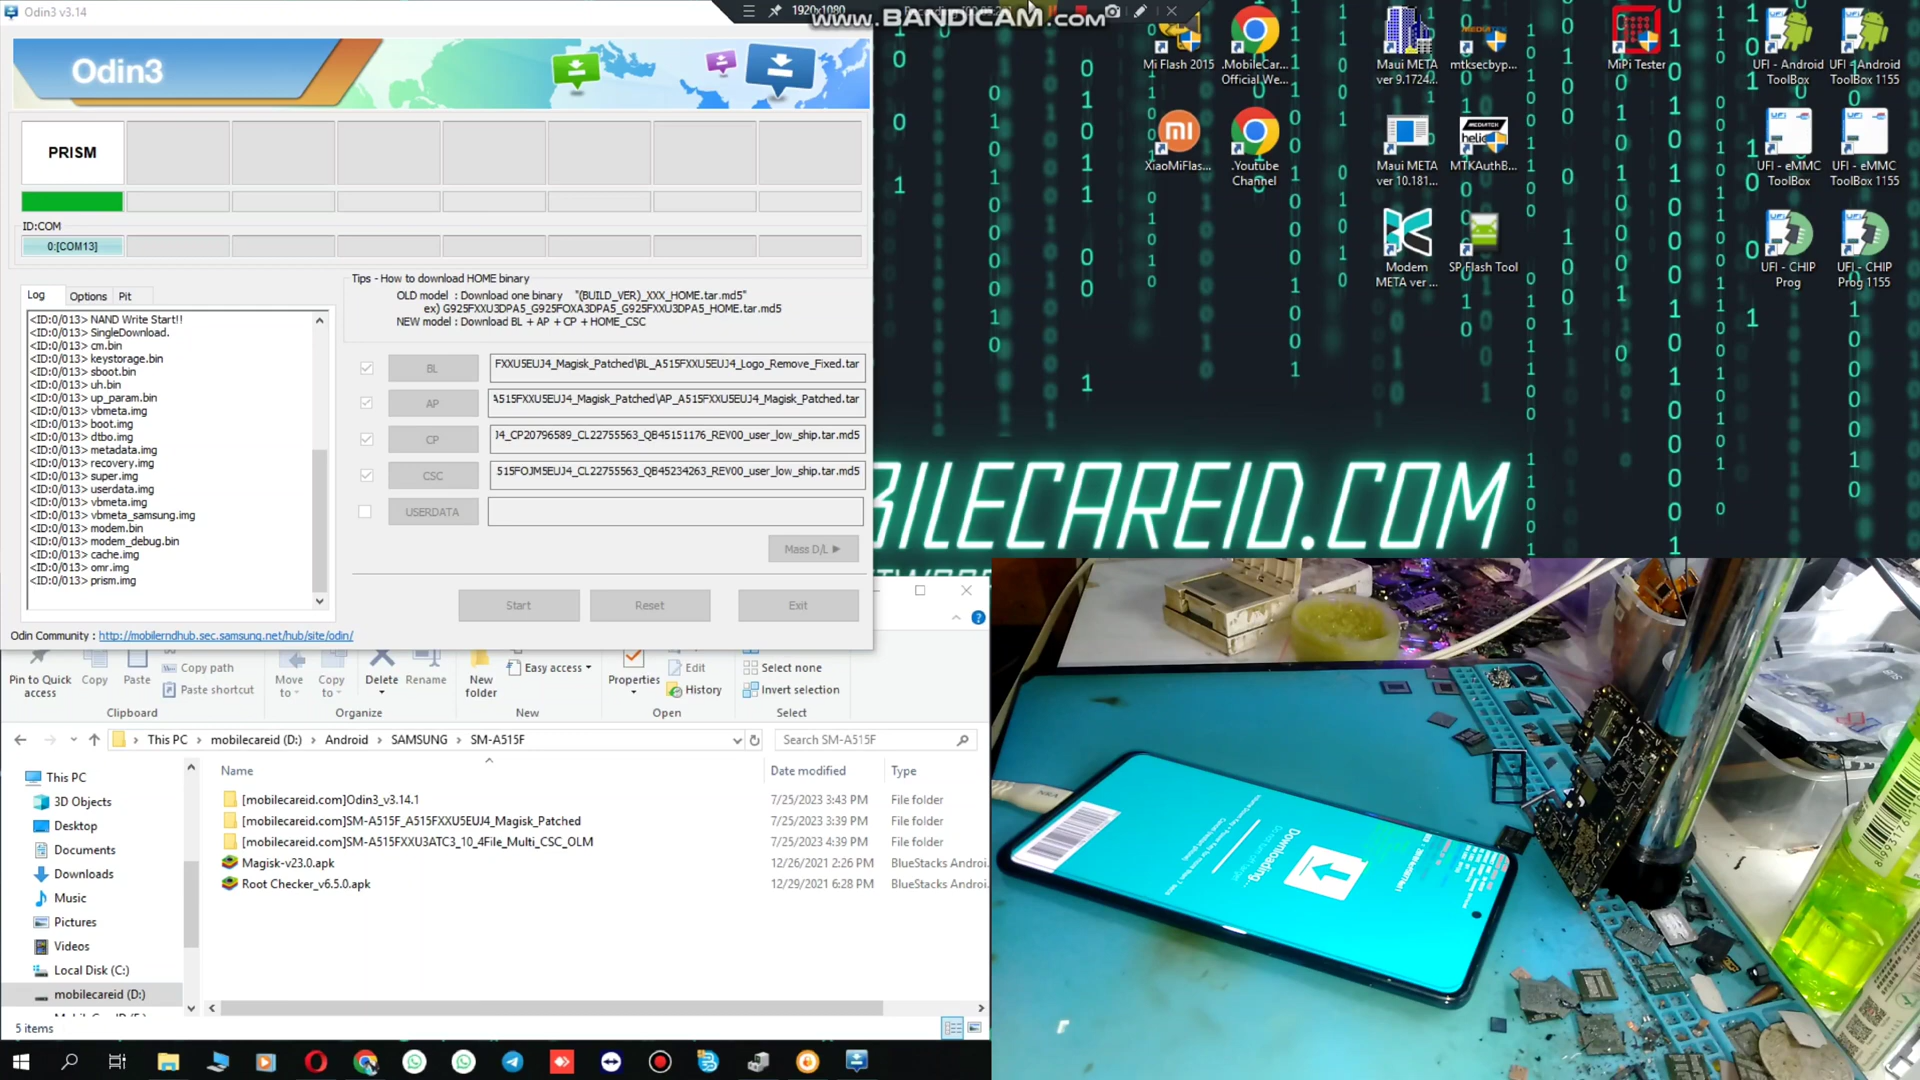 Odin3 v3.14
1920x1080
www.BANDICAM.com
Odin3
PRISM
ID:COM
0:[COM13]
Log
Options
Pit
<ID:0/013> NAND Write Start!!
<ID:0/013> SingleDownload.
<ID:0/013> cm.bin
<ID:0/013> keystorage.bin
<ID:0/013> sboot.bin
<ID:0/013> uh.bin
<ID:0/013> up_param.bin
<ID:0/013> vbmeta.img
<ID:0/013> boot.img
<ID:0/013> dtbo.img
<ID:0/013> metadata.img
<ID:0/013> recovery.img
<ID:0/013> super.img
<ID:0/013> userdata.img
<ID:0/013> vbmeta.img
<ID:0/013> vbmeta_samsung.img
<ID:0/013> modem.bin
<ID:0/013> modem_debug.bin
<ID:0/013> cache.img
<ID:0/013> omr.img
<ID:0/013> prism.img
Tips - How to download HOME binary
OLD model : Download one binary "(BUILD_VER)_XXX_HOME.tar.md5"
ex) G925FXXU3DPA5_G925FOXA3DPA5_G925FXXU3DPA5_HOME.tar.md5
NEW model : Download BL + AP + CP + HOME_CSC
BL
FXXU5EUJ4_Magisk_Patched\BL_A515FXXU5EUJ4_Logo_Remove_Fixed.tar
AP
A515FXXU5EUJ4_Magisk_Patched\AP_A515FXXU5EUJ4_Magisk_Patched.tar
CP
J4_CP20796589_CL22755563_QB45151176_REV00_user_low_ship.tar.md5
CSC
515FOJM5EUJ4_CL22755563_QB45234263_REV00_user_low_ship.tar.md5
USERDATA
Mass D/L
Start
Reset
Exit
Odin Community : http://mobilerndhub.sec.samsung.net/hub/site/odin/
Pin to Quick access
Copy
Paste
Copy path
Paste shortcut
Clipboard
Move to
Copy to
Delete
Rename
Organize
New folder
Easy access
New
Properties
Edit
History
Open
Select none
Invert selection
Select
This PC
mobilecareid (D:)
Android
SAMSUNG
SM-A515F
Search SM-A515F
Name
Date modified
Type
[mobilecareid.com]Odin3_v3.14.1
7/25/2023 3:43 PM
File folder
[mobilecareid.com]SM-A515F_A515FXXU5EUJ4_Magisk_Patched
7/25/2023 3:39 PM
File folder
[mobilecareid.com]SM-A515FXXU3ATC3_10_4File_Multi_CSC_OLM
7/25/2023 4:39 PM
File folder
Magisk-v23.0.apk
12/26/2021 2:26 PM
BlueStacks Androi...
Root Checker_v6.5.0.apk
12/29/2021 6:28 PM
BlueStacks Androi...
This PC
3D Objects
Desktop
Documents
Downloads
Music
Pictures
Videos
Local Disk (C:)
mobilecareid (D:)
5 items
Mi Flash 2015
.MobileCar... Official We...
XiaoMiFlas...
.Youtube Channel
Maui META ver 9.1724...
mtksecbyp...
Maui META ver 10.181...
MTKAuthB...
Modem META ver ...
SP Flash Tool
MiPi Tester
UFI - Android ToolBox
UFI - Android ToolBox 1155
UFI - eMMC ToolBox
UFI - eMMC ToolBox 1155
UFI - CHIP Prog
UFI - CHIP Prog 1155
BILECAREID.COM
Downloading...